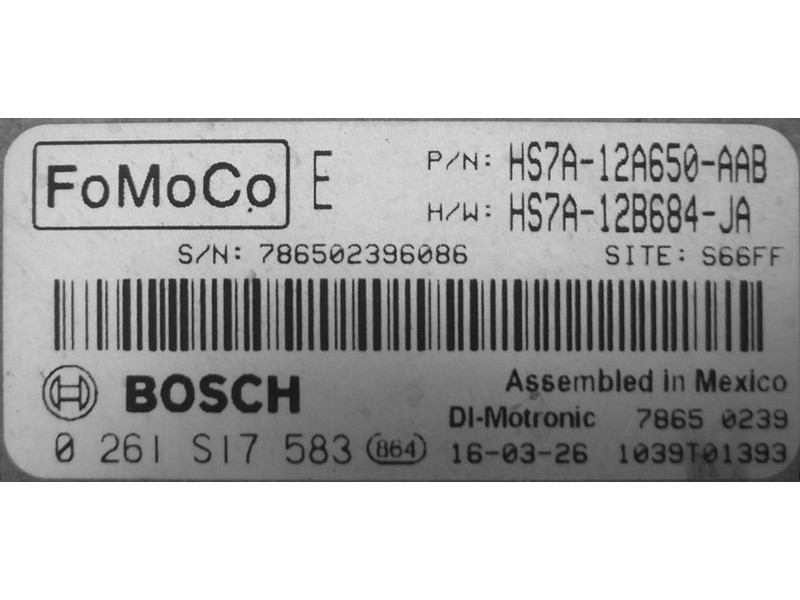 FoMoCo E P/N: HS7A-12A650-AAB
H/W: HS7A-12B684-JA
S/N: 786502396086 SITE: S66FF
BOSCH Assembled in Mexico
DI-Motronic 7865 0239
0 261 S17 583 864 16-03-26 1039T01393